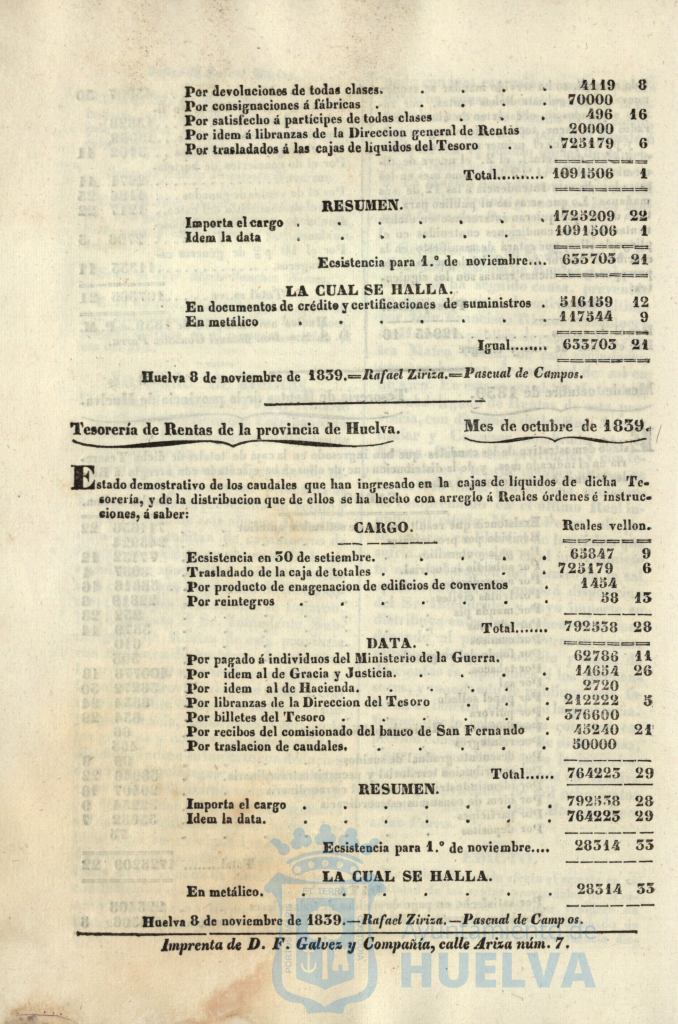 Por devoluciones de todas clases. . . . . 4119 8
Por consignaciones á fábricas . . . . . 70000
Por satisfecho á partícipes de todas clases . . . 496 16
Por idem á libranzas de la Direccion general de Rentas 20000
Por trasladados á las cajas de líquidos del Tesoro . . 725179 6
Total.......... 1091506 1
RESUMEN.
Importa el cargo . . . . . . . 1725209 22
Idem la data . . . . . . 1091506 1
Ecsistencia para 1.º de noviembre.... 633703 21
LA CUAL SE HALLA.
En documentos de crédito y certificaciones de suministros . 516159 12
En metálico . . . . . . . 117544 9
Igual........ 633703 21
Huelva 8 de noviembre de 1839.=Rafael Ziriza.=Pascual de Campos.
Tesorería de Rentas de la provincia de Huelva. Mes de octubre de 1839.
Estado demostrativo de los caudales que han ingresado en la cajas de líquidos de dicha Te-
sorería, y de la distribucion que de ellos se ha hecho con arreglo á Reales órdenes é instruc-
ciones, á saber:
CARGO. Reales vellon.
Ecsistencia en 30 de setiembre. . . . . . 65847 9
Trasladado de la caja de totales . . . . . 725179 6
Por producto de enagenacion de edificios de conventos . 1454
Por reintegros . . . . . . . 58 13
Total....... 792538 28
DATA.
Por pagado á individuos del Ministerio de la Guerra. 62786 11
Por idem al de Gracia y Justicia. . . . . 14654 26
Por idem al de Hacienda. . . . . . 2720
Por libranzas de la Direccion del Tesoro . . . 212222 5
Por billetes del Tesoro . . . . . . 376600
Por recibos del comisionado del banco de San Fernando . 45240 21
Por traslacion de caudales. . . . . . 50000
Total...... 764223 29
RESUMEN.
Importa el cargo . . . . . . . 792538 28
Idem la data. . . . . . . . 764223 29
Ecsistencia para 1.º de noviembre.... 28314 33
LA CUAL SE HALLA.
En metálico. . . . . . . . 28314 33
Huelva 8 de noviembre de 1839.—Rafael Ziriza.—Pascual de Campos.
Imprenta de D. F. Galvez y Compañía, calle Ariza núm. 7.
Ayuntamiento de
HUELVA